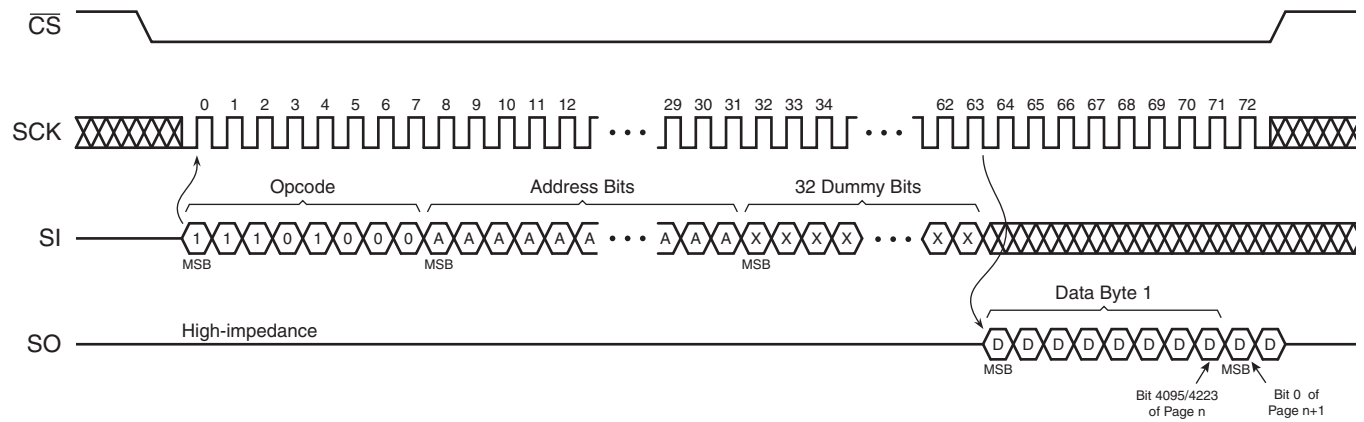 CS
0 1 2 3 4 5 6 7 8 9 10 11 12 29 30 31 32 33 34 62 63 64 65 66 67 68 69 70 71 72
SCK
Opcode Address Bits 32 Dummy Bits
SI 1 1 1 0 1 0 0 0 A A A A A A A A A X X X X X X
MSB MSB MSB
Data Byte 1
High-impedance
SO D D D D D D D D D D
MSB MSB
Bit 4095/4223
of Page n
Bit 0 of
Page n+1